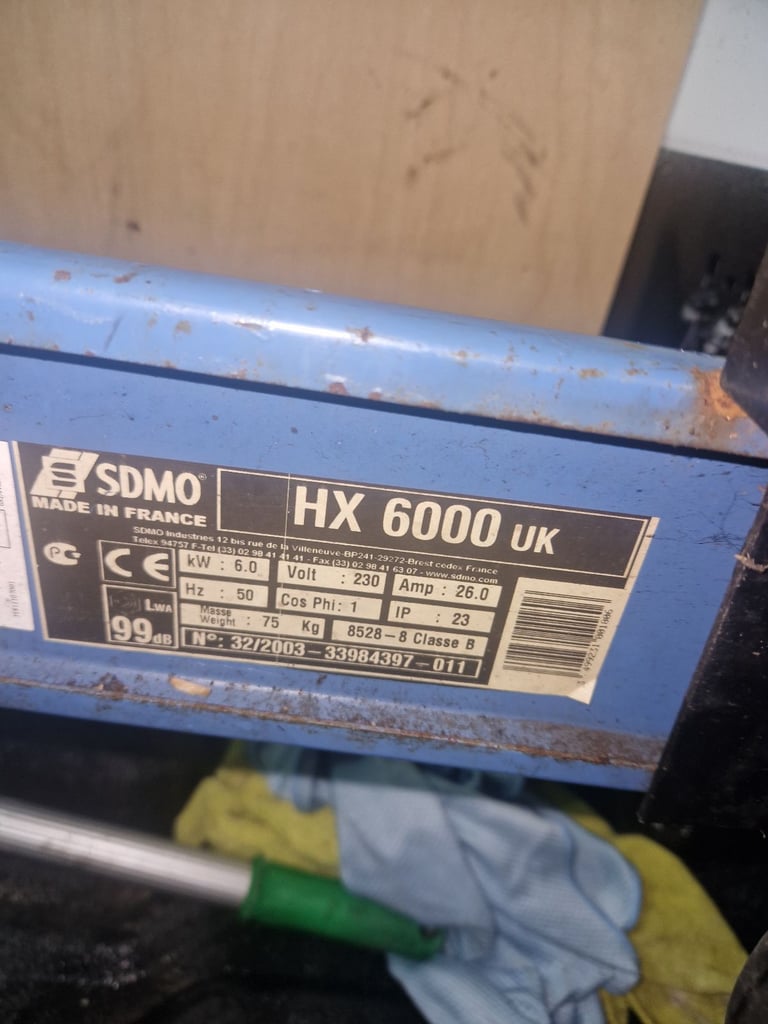 SDMO®
MADE IN FRANCE
HX 6000 UK
SDMO Industries 12 bis rue de la Villeneuve-BP241-29272-Brest cedex France
Telex 94757 F-Tel (33) 02 98 41 41 41 - Fax (33) 02 98 41 63 07 - www.sdmo.com
CE
kW : 6.0
Volt : 230
Amp : 26.0
Hz : 50
Cos Phi : 1
IP : 23
LWA
99dB
Masse
Weight : 75 Kg
8528-8 Classe B
N°: 32/2003-33984397-011